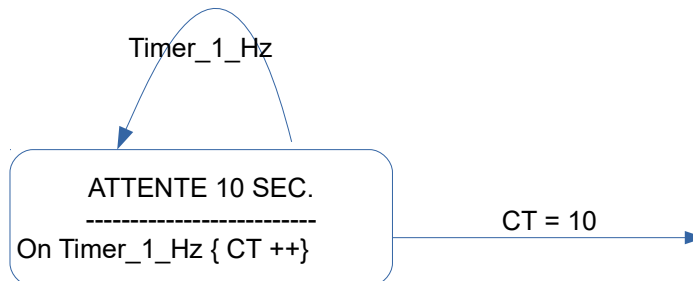 Timer_1_Hz
ATTENTE 10 SEC.
--------------------------
On Timer_1_Hz { CT ++}
CT = 10